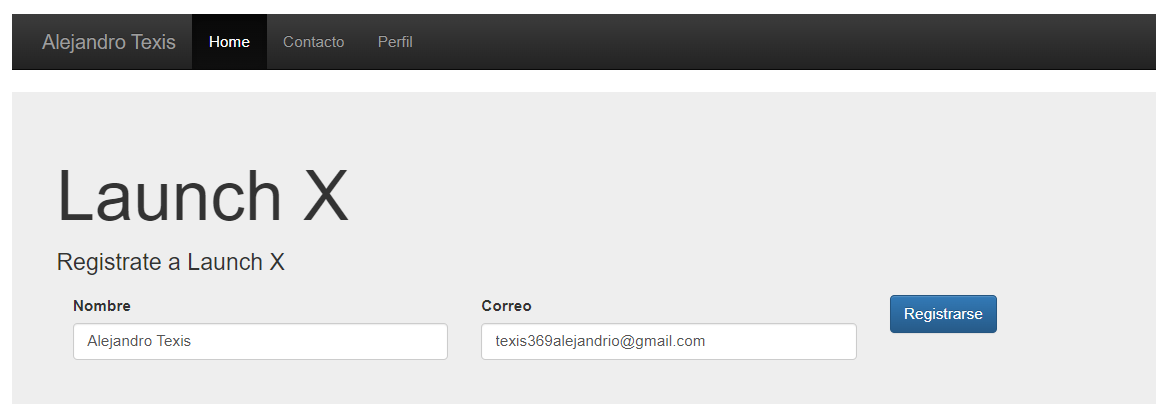 Alejandro Texis Home Contacto Perfil
Launch X
Registrate a Launch X
Nombre Correo
Registrarse
Alejandro Texis texis369alejandrio@gmail.com